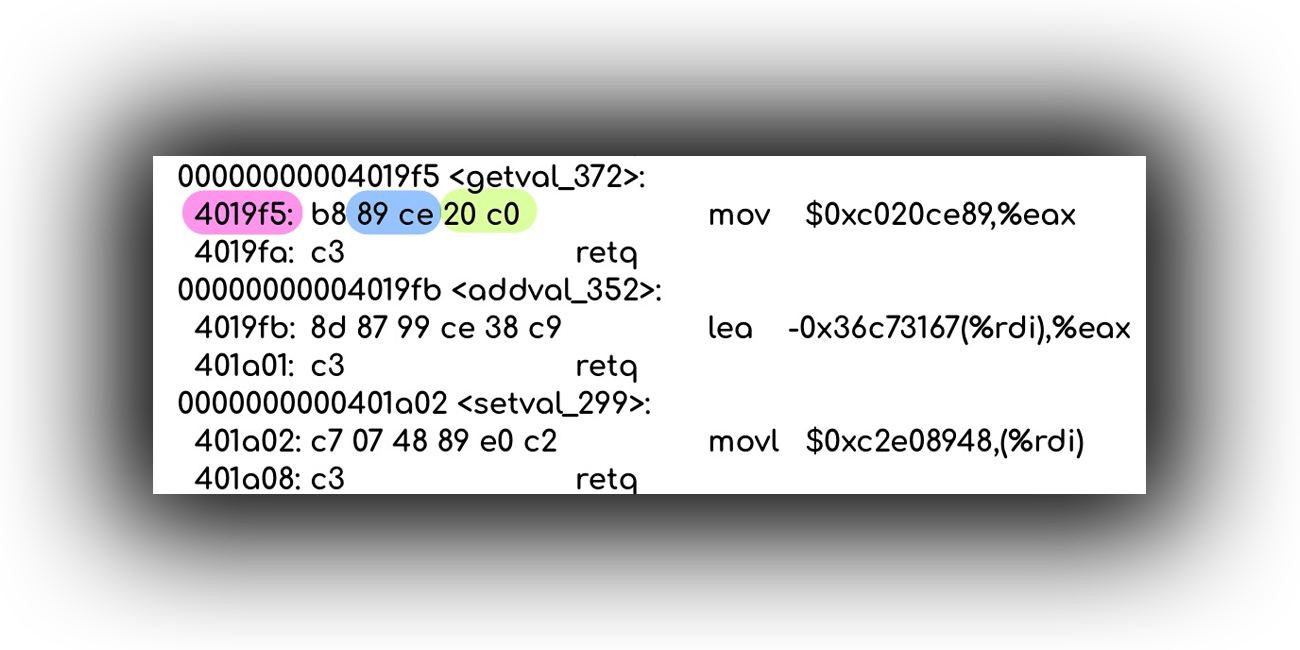 00000000004019f5 <getval_372>:
4019f5: b8 89 ce 20 c0 mov $0xc020ce89,%eax
4019fa: c3 retq
00000000004019fb <addval_352>:
4019fb: 8d 87 99 ce 38 c9 lea -0x36c73167(%rdi),%eax
401a01: c3 retq
0000000000401a02 <setval_299>:
401a02: c7 07 48 89 e0 c2 movl $0xc2e08948,(%rdi)
401a08: c3 retq